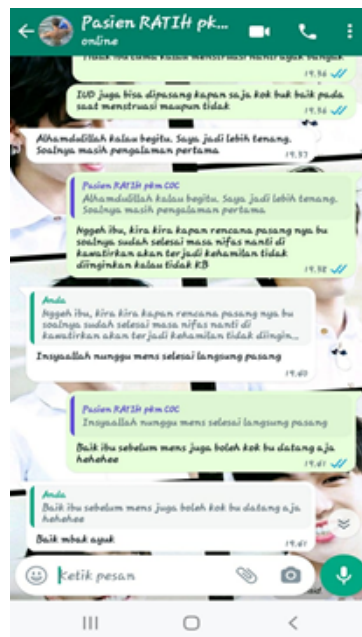 Pasien RATIH pk...
online
19.36
IUD juga bisa dipasang kapan saja kok buk baik pada
saat menstruasi maupun tidak
19.36
Alhamdulillah kalau begitu. Saya jadi lebih tenang.
Soalnya masih pengalaman pertama
19.37
Pasien RATIH pkm COC
Alhamdulillah kalau begitu. Saya jadi lebih tenang.
Soalnya masih pengalaman pertama
Nggeh ibu, kira kira kapan rencana pasang nya bu
soalnya sudah selesai masa nifas nanti di
kawatirkan akan terjadi kehamilan tidak
diinginkan kalau tidak KB
19.38
Anda
Nggeh ibu, kira kira kapan rencana pasang nya bu
soalnya sudah selesai masa nifas nanti di
kawatirkan akan terjadi kehamilan tidak diingin...
Insyaallah nunggu mens selesai langsung pasang
19.40
Pasien RATIH pkm COC
Insyaallah nunggu mens selesai langsung pasang
Baik ibu sebelum mens juga boleh kok bu datang aja
hehehee
19.41
Anda
Baik ibu sebelum mens juga boleh kok bu datang aja
hehehee
Baik mbak ayuk
19.41
Ketik pesan